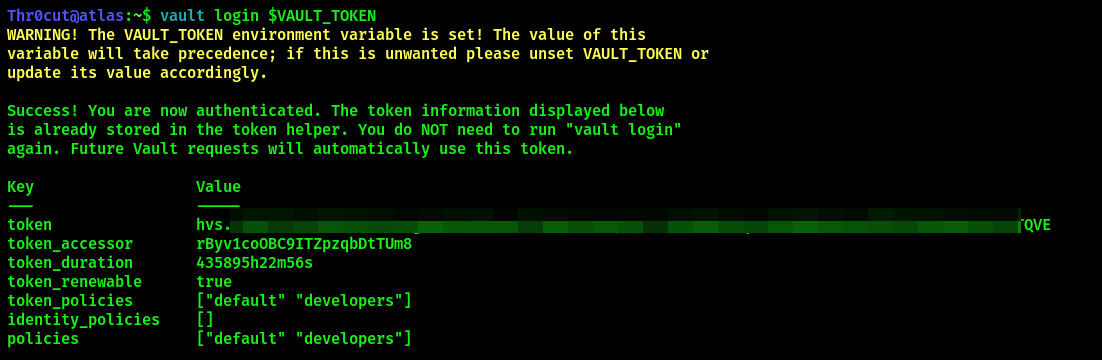 Thr0cut@atlas:~$ vault login $VAULT_TOKEN
WARNING! The VAULT_TOKEN environment variable is set! The value of this
variable will take precedence; if this is unwanted please unset VAULT_TOKEN or
update its value accordingly.
Success! You are now authenticated. The token information displayed below
is already stored in the token helper. You do NOT need to run "vault login"
again. Future Vault requests will automatically use this token.
Key Value
--- -----
token hvs. QVE
token_accessor rByv1coOBC9ITZpzqbDtTUm8
token_duration 435895h22m56s
token_renewable true
token_policies ["default" "developers"]
identity_policies []
policies ["default" "developers"]